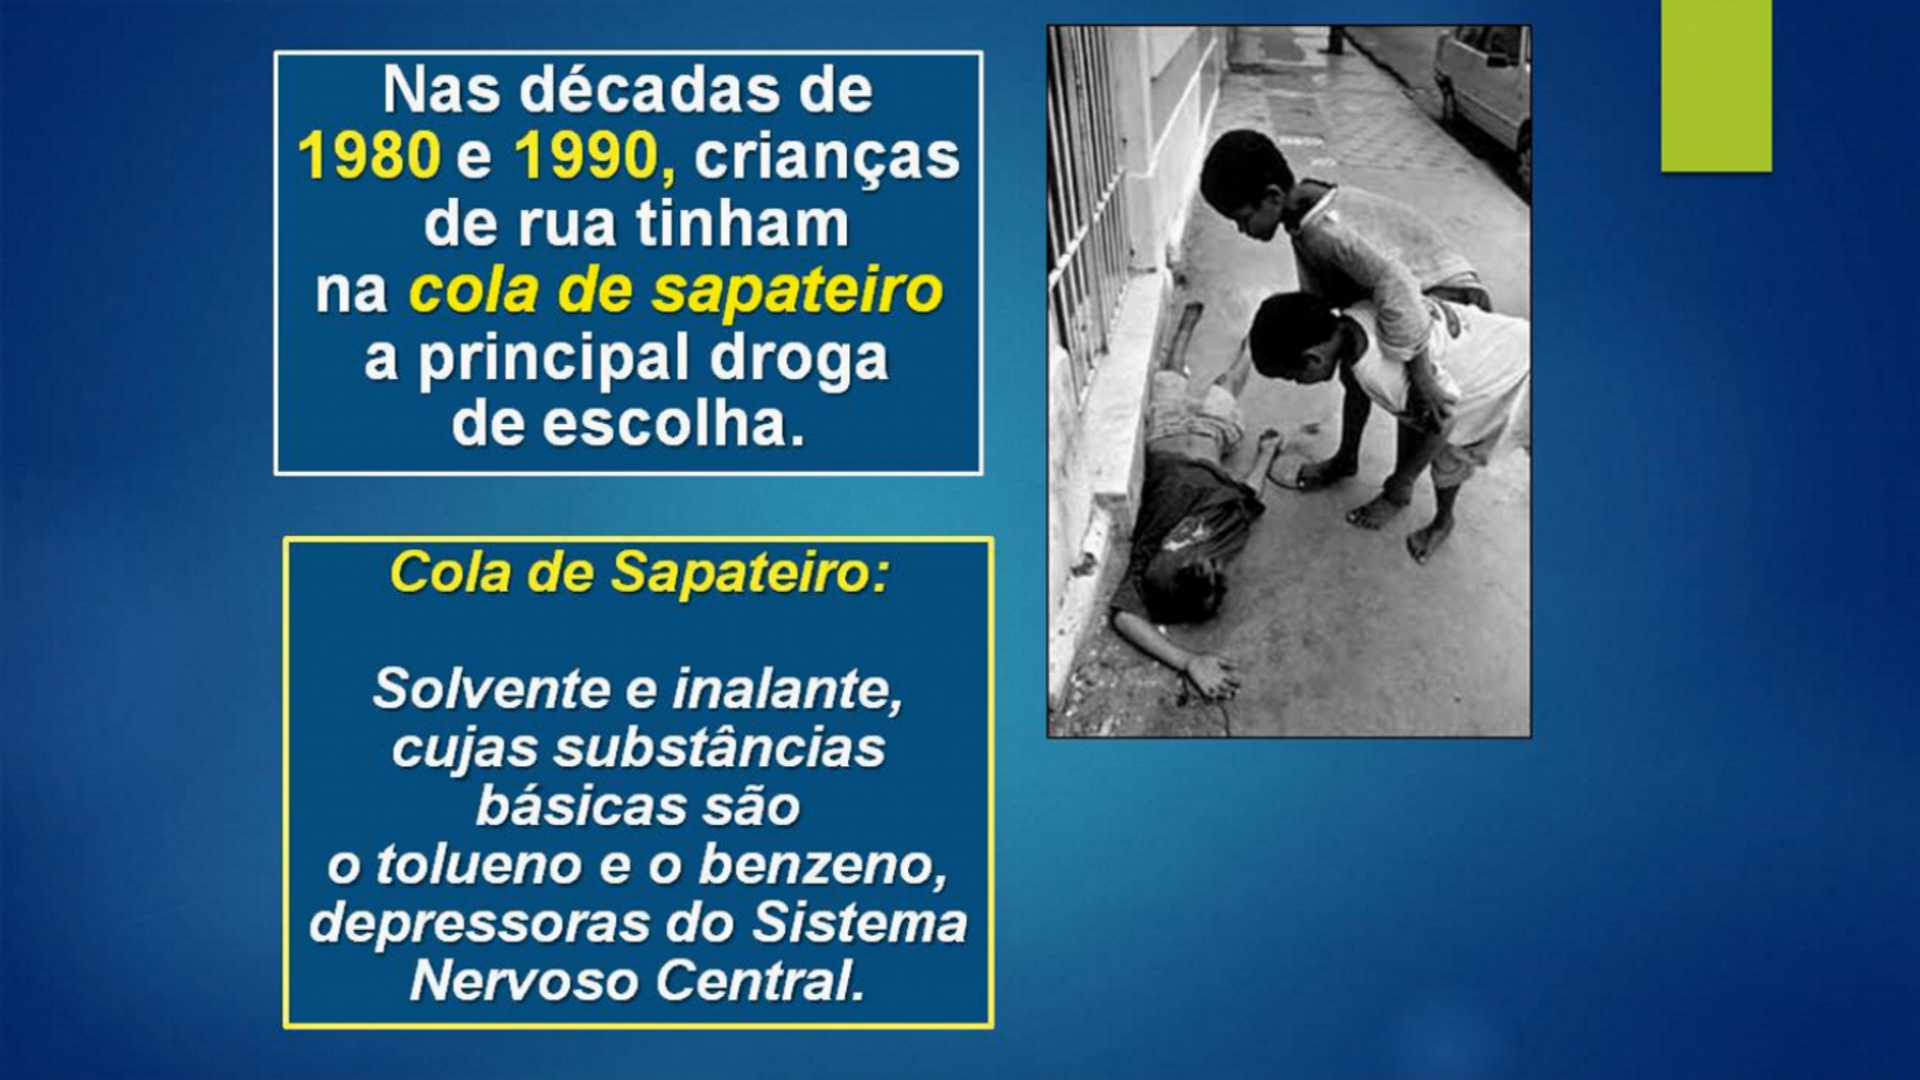 Nas décadas de
1980 e 1990, crianças
de rua tinham
na cola de sapateiro
a principal droga
de escolha.
Cola de Sapateiro:
Solvente e inalante,
cujas substâncias
básicas são
o tolueno e o benzeno,
depressoras do Sistema
Nervoso Central.